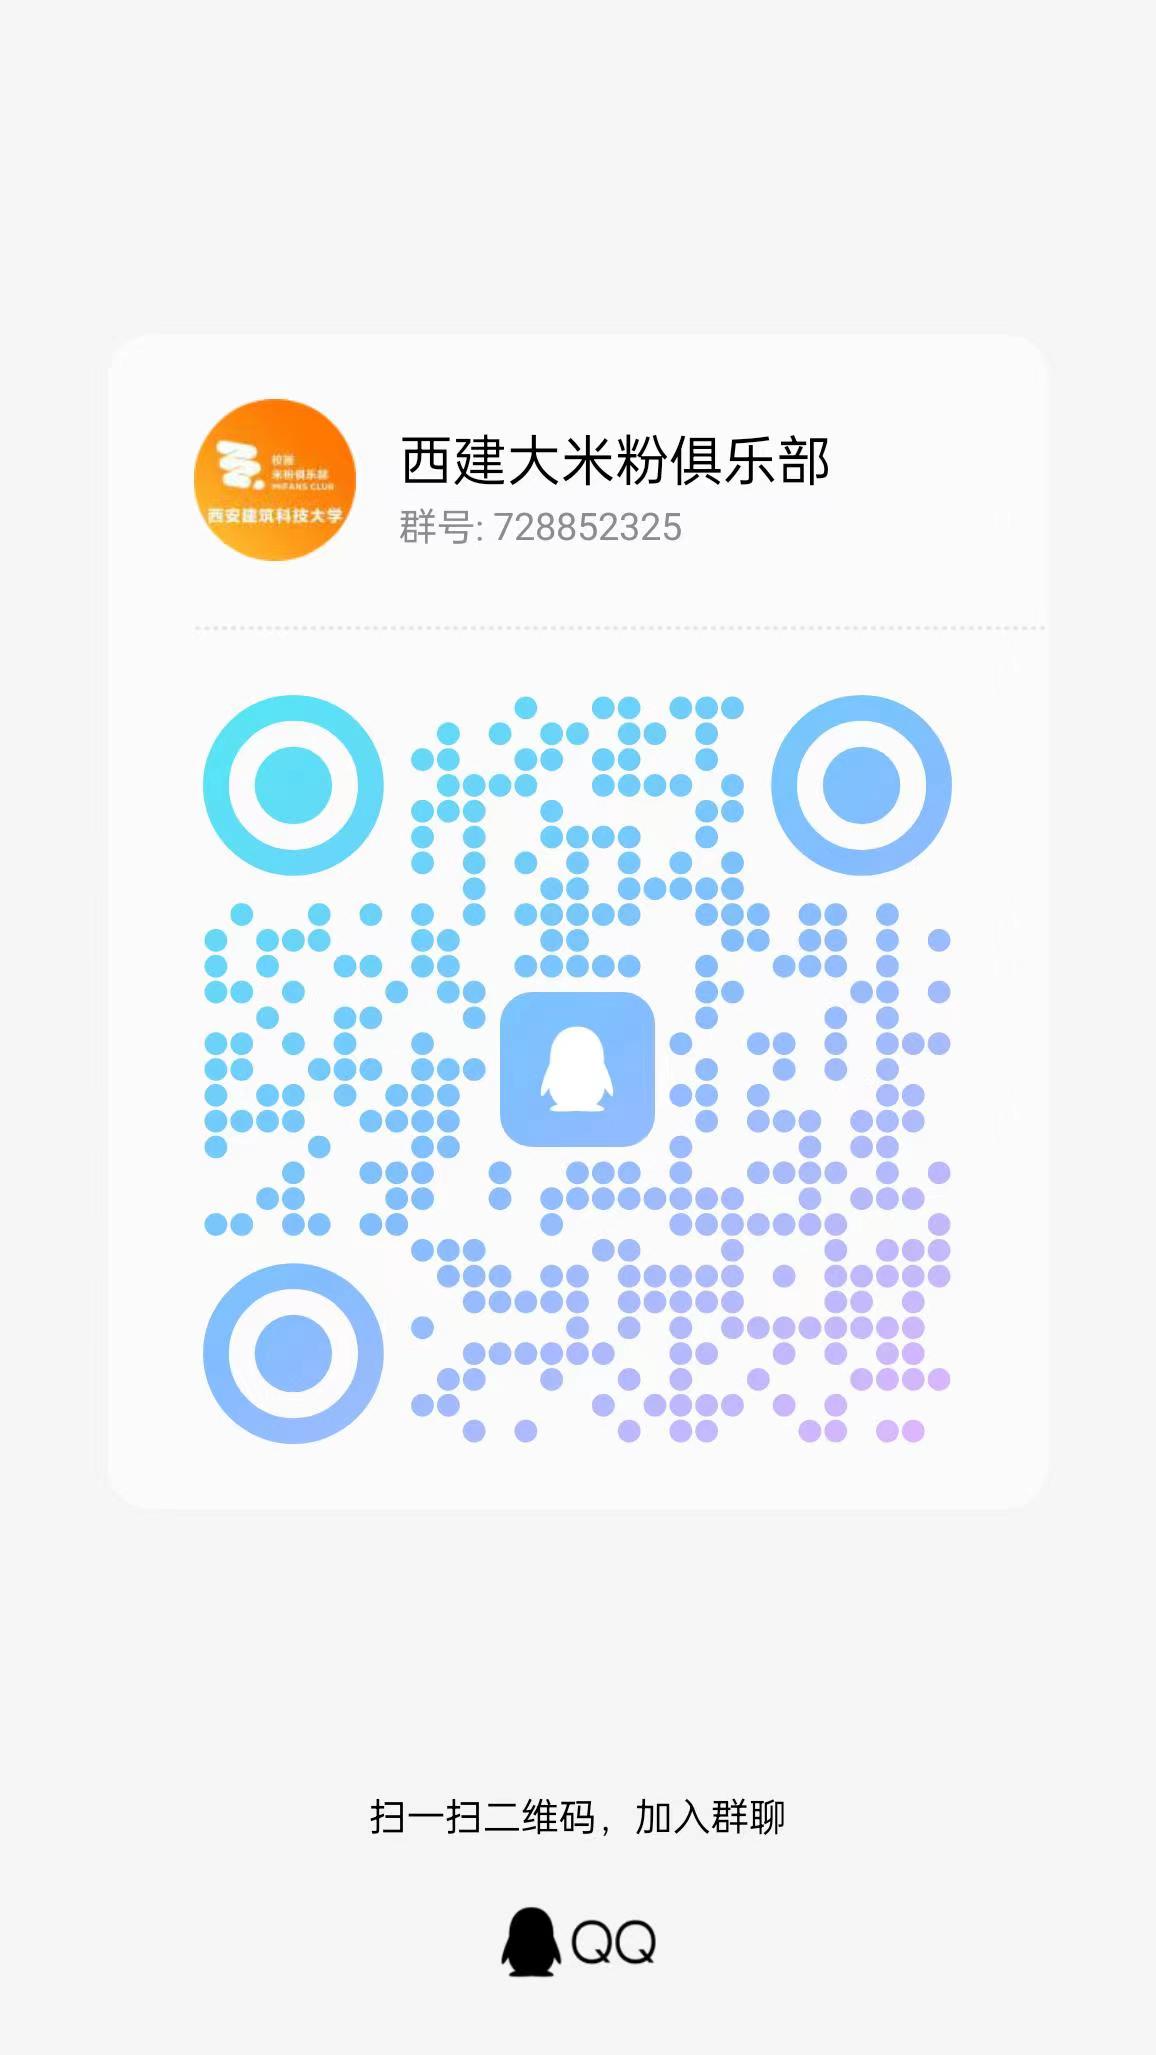 校园
米粉俱乐部
MIFANS CLUB
西安建筑科技大学
西建大米粉俱乐部
群号: 728852325
扫一扫二维码，加入群聊
QQ